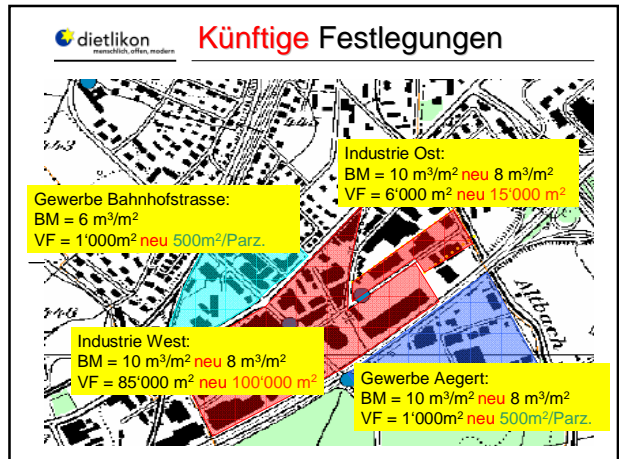 dietlikon
menschlich, offen, modern
Künftige Festlegungen
443
Industrie Ost:
BM = 10 m³/m² neu 8 m³/m²
VF = 6‘000 m² neu 15‘000 m²
Gewerbe Bahnhofstrasse:
BM = 6 m³/m²
VF = 1‘000m² neu 500m²/Parz.
Altbach
Industrie West:
BM = 10 m³/m² neu 8 m³/m²
VF = 85‘000 m² neu 100‘000 m²
Gewerbe Aegert:
BM = 10 m³/m² neu 8 m³/m²
VF = 1‘000m² neu 500m²/Parz.